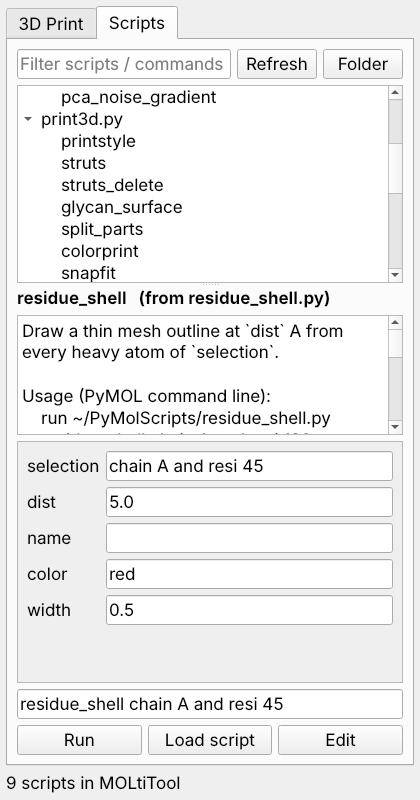 3D Print
Scripts
Filter scripts / commands
Refresh
Folder
pca_noise_gradient
print3d.py
printstyle
struts
struts_delete
glycan_surface
split_parts
colorprint
snapfit
residue_shell (from residue_shell.py)
Draw a thin mesh outline at `dist` A from
every heavy atom of `selection`.
Usage (PyMOL command line):
run ~/PyMolScripts/residue_shell.py
selection
chain A and resi 45
dist
5.0
name
color
red
width
0.5
residue_shell chain A and resi 45
Run
Load script
Edit
9 scripts in MOLtiTool